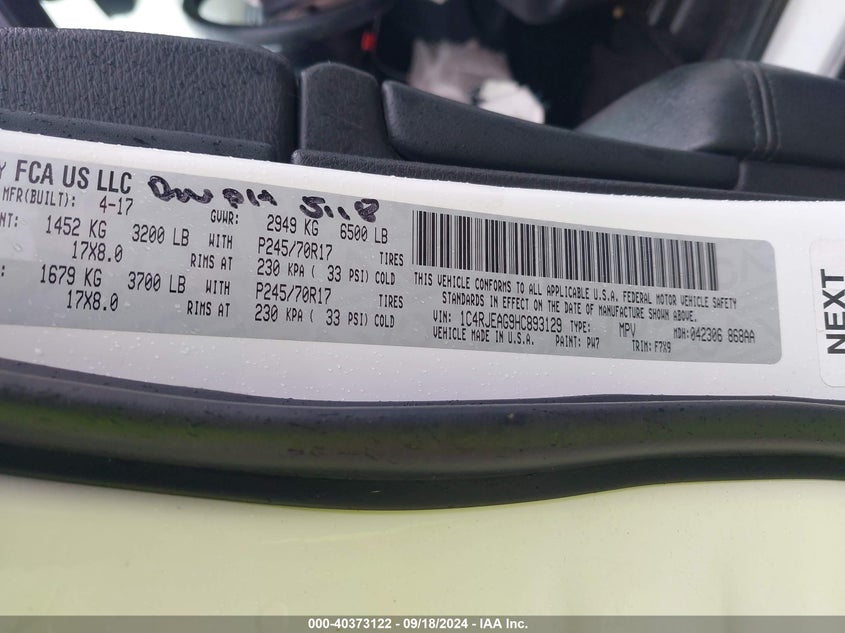 FCA US LLC
MFR(BUILT): 4-17 GVWR: 2949 KG 6500 LB
1452 KG 3200 LB WITH P245/70R17 TIRES
17X8.0 RIMS AT 230 KPA ( 33 PSI) COLD
1679 KG 3700 LB WITH P245/70R17 TIRES
17X8.0 RIMS AT 230 KPA ( 33 PSI) COLD
THIS VEHICLE CONFORMS TO ALL APPLICABLE U.S.A. FEDERAL MOTOR VEHICLE SAFETY
STANDARDS IN EFFECT ON THE DATE OF MANUFACTURE SHOWN ABOVE.
VIN: 1C4RJEAG9HC893129 TYPE: MPV MDH: 042306 868AA
VEHICLE MADE IN U.S.A. PAINT: PW7 TRIM: F7X9
NEXT
000-40373122 - 09/18/2024 - IAA Inc.